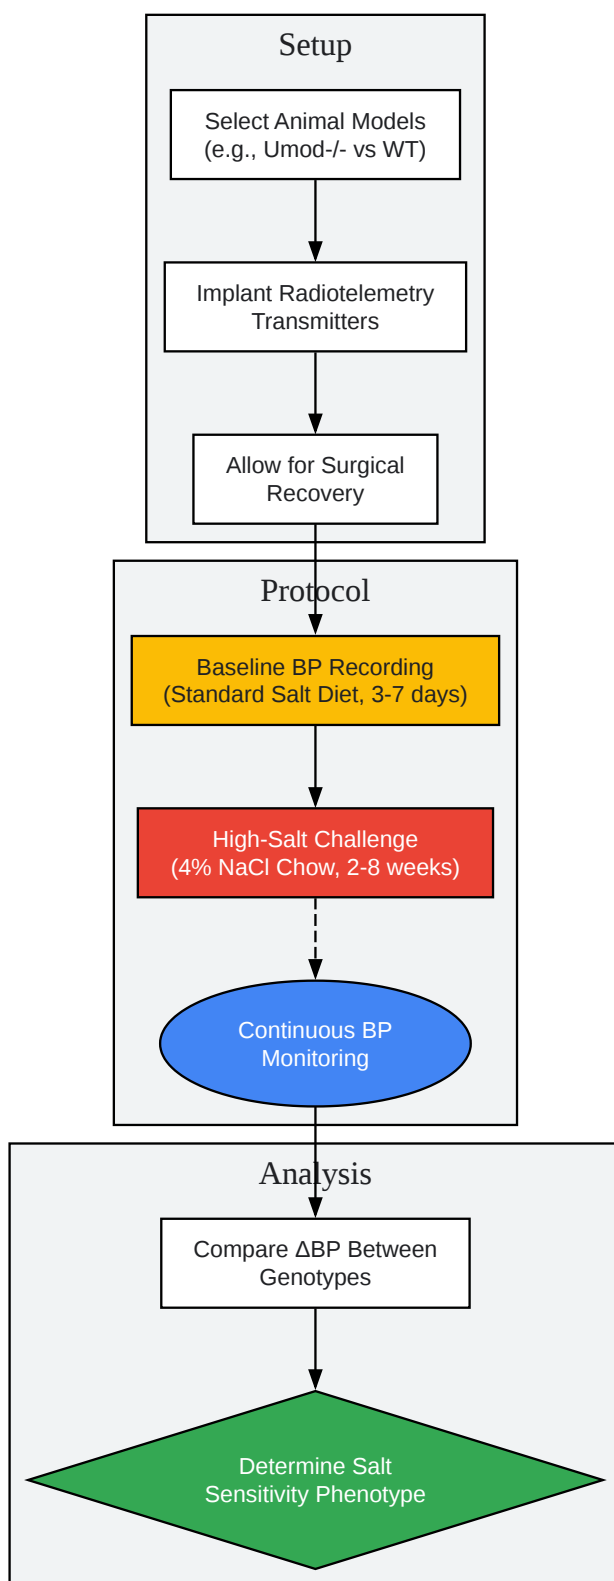 Setup
Select Animal Models
(e.g., Umod-/- vs WT)
Implant Radiotelemetry
Transmitters
Allow for Surgical
Recovery
Protocol
Baseline BP Recording
(Standard Salt Diet, 3-7 days)
High-Salt Challenge
(4% NaCl Chow, 2-8 weeks)
Continuous BP
Monitoring
Analysis
Compare ΔBP Between
Genotypes
Determine Salt
Sensitivity Phenotype